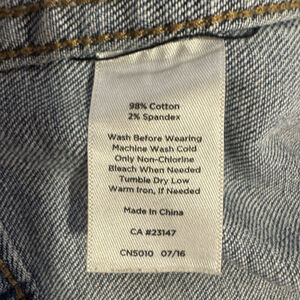 98% Cotton
2% Spandex
Wash Before Wearing
Machine Wash Cold
Only Non-Chlorine
Bleach When Needed
Tumble Dry Low
Warm Iron, If Needed
Made In China
CA #23147
CN5010 07/16